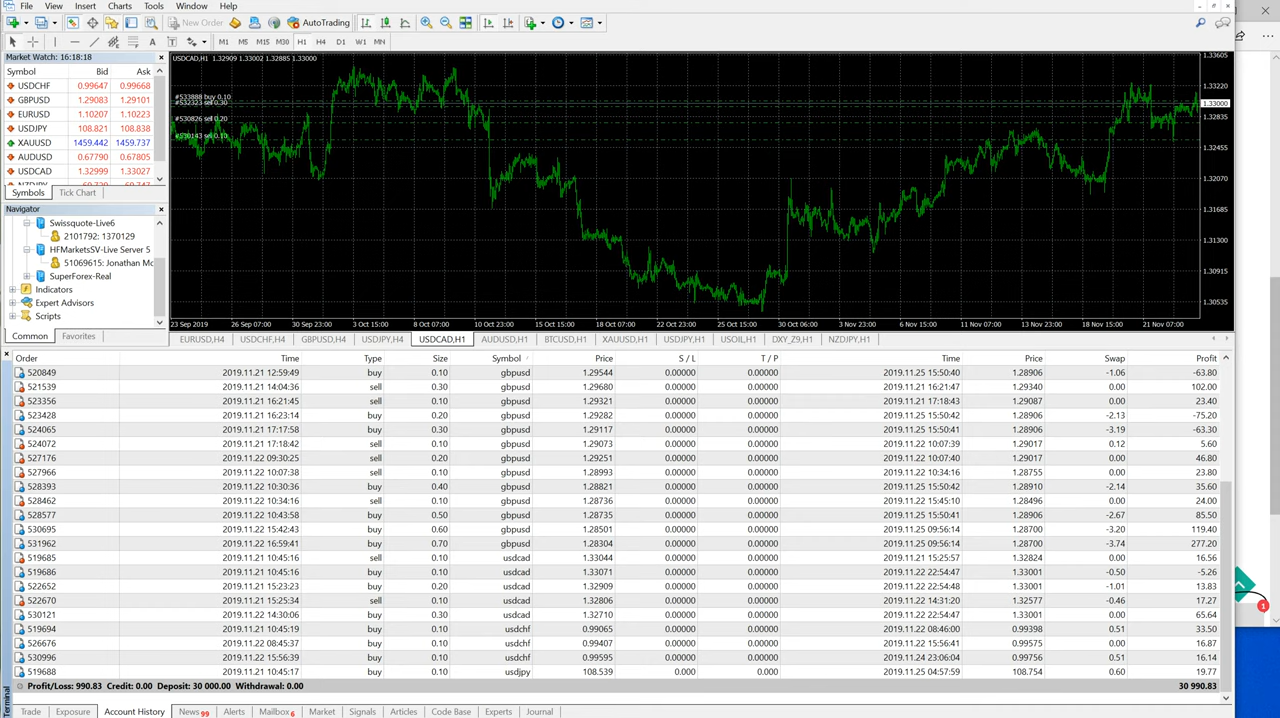 File View Insert Charts Tools Window Help
New Order AutoTrading
M1 M5 M15 M30 H1 H4 D1 W1 MN
Market Watch: 16:18:18
Symbol Bid Ask
USDCHF 0.99647 0.99668
GBPUSD 1.29083 1.29101
EURUSD 1.10207 1.10223
USDJPY 108.821 108.838
XAUUSD 1459.442 1459.737
AUDUSD 0.67790 0.67805
USDCAD 1.32999 1.33027
Symbols Tick Chart
Navigator
Swissquote-Live6
2101792: 1370129
HFMarketsSV-Live Server 5
51069615: Jonathan Mc
SuperForex-Real
Indicators
Expert Advisors
Scripts
Common Favorites
USDCAD,H1 1.32909 1.33002 1.32885 1.33000
#533888 buy 0.10
#532323 sell 0.30
#530826 sell 0.20
#530143 sell 0.10
1.33605
1.33220
1.33000
1.32835
1.32455
1.32070
1.31685
1.31300
1.30915
1.30535
23 Sep 2019 26 Sep 07:00 30 Sep 23:00 3 Oct 15:00 8 Oct 07:00 10 Oct 23:00 15 Oct 15:00 18 Oct 07:00 22 Oct 23:00 25 Oct 15:00 30 Oct 06:00 3 Nov 23:00 6 Nov 15:00 11 Nov 07:00 13 Nov 23:00 18 Nov 15:00 21 Nov 07:00
EURUSD,H4 USDCHF,H4 GBPUSD,H4 USDJPY,H4 USDCAD,H1 AUDUSD,H1 BTCUSD,H1 XAUUSD,H1 USDJPY,H1 USOIL,H1 DXY_Z9,H1 NZDJPY,H1
Order Time Type Size Symbol Price S / L T / P Time Price Swap Profit
520849 2019.11.21 12:59:49 buy 0.10 gbpusd 1.29544 0.00000 0.00000 2019.11.25 15:50:40 1.28906 -1.06 -63.80
521539 2019.11.21 14:04:36 sell 0.30 gbpusd 1.29680 0.00000 0.00000 2019.11.21 16:21:47 1.29340 0.00 102.00
523356 2019.11.21 16:21:45 sell 0.10 gbpusd 1.29321 0.00000 0.00000 2019.11.21 17:18:43 1.29087 0.00 23.40
523428 2019.11.21 16:23:14 buy 0.20 gbpusd 1.29282 0.00000 0.00000 2019.11.25 15:50:42 1.28906 -2.13 -75.20
524065 2019.11.21 17:17:58 buy 0.30 gbpusd 1.29117 0.00000 0.00000 2019.11.25 15:50:41 1.28906 -3.19 -63.30
524072 2019.11.21 17:18:42 sell 0.10 gbpusd 1.29073 0.00000 0.00000 2019.11.22 10:07:39 1.29017 0.12 5.60
527176 2019.11.22 09:30:25 sell 0.20 gbpusd 1.29251 0.00000 0.00000 2019.11.22 10:07:40 1.29017 0.00 46.80
527966 2019.11.22 10:07:38 sell 0.10 gbpusd 1.28993 0.00000 0.00000 2019.11.22 10:34:16 1.28755 0.00 23.80
528393 2019.11.22 10:30:36 buy 0.40 gbpusd 1.28821 0.00000 0.00000 2019.11.25 15:50:42 1.28910 -2.14 35.60
528462 2019.11.22 10:34:16 sell 0.10 gbpusd 1.28736 0.00000 0.00000 2019.11.22 15:45:10 1.28496 0.00 24.00
528577 2019.11.22 10:43:58 buy 0.50 gbpusd 1.28735 0.00000 0.00000 2019.11.25 15:50:41 1.28906 -2.67 85.50
530695 2019.11.22 15:42:43 buy 0.60 gbpusd 1.28501 0.00000 0.00000 2019.11.25 09:56:14 1.28700 -3.20 119.40
531962 2019.11.22 16:59:41 buy 0.70 gbpusd 1.28304 0.00000 0.00000 2019.11.25 09:56:14 1.28700 -3.74 277.20
519685 2019.11.21 10:45:16 sell 0.10 usdcad 1.33044 0.00000 0.00000 2019.11.21 15:25:57 1.32824 0.00 16.56
519686 2019.11.21 10:45:16 buy 0.10 usdcad 1.33071 0.00000 0.00000 2019.11.22 22:54:47 1.33001 -0.50 -5.26
522652 2019.11.21 15:23:23 buy 0.20 usdcad 1.32909 0.00000 0.00000 2019.11.22 22:54:48 1.33001 -1.01 13.83
522670 2019.11.21 15:25:34 sell 0.10 usdcad 1.32806 0.00000 0.00000 2019.11.22 14:31:20 1.32577 -0.46 17.27
530121 2019.11.22 14:30:06 buy 0.30 usdcad 1.32710 0.00000 0.00000 2019.11.22 22:54:47 1.33001 0.00 65.64
519694 2019.11.21 10:45:19 buy 0.10 usdchf 0.99065 0.00000 0.00000 2019.11.22 08:46:00 0.99398 0.51 33.50
526676 2019.11.22 08:45:37 buy 0.10 usdchf 0.99407 0.00000 0.00000 2019.11.22 15:56:41 0.99575 0.00 16.87
530996 2019.11.22 15:56:39 buy 0.10 usdchf 0.99595 0.00000 0.00000 2019.11.24 23:06:04 0.99756 0.51 16.14
519688 2019.11.21 10:45:17 buy 0.10 usdjpy 108.539 0.000 0.000 2019.11.25 04:57:59 108.754 0.60 19.77
Profit/Loss: 990.83 Credit: 0.00 Deposit: 30 000.00 Withdrawal: 0.00 30 990.83
Terminal
Trade Exposure Account History News 99 Alerts Mailbox 6 Market Signals Articles Code Base Experts Journal
1